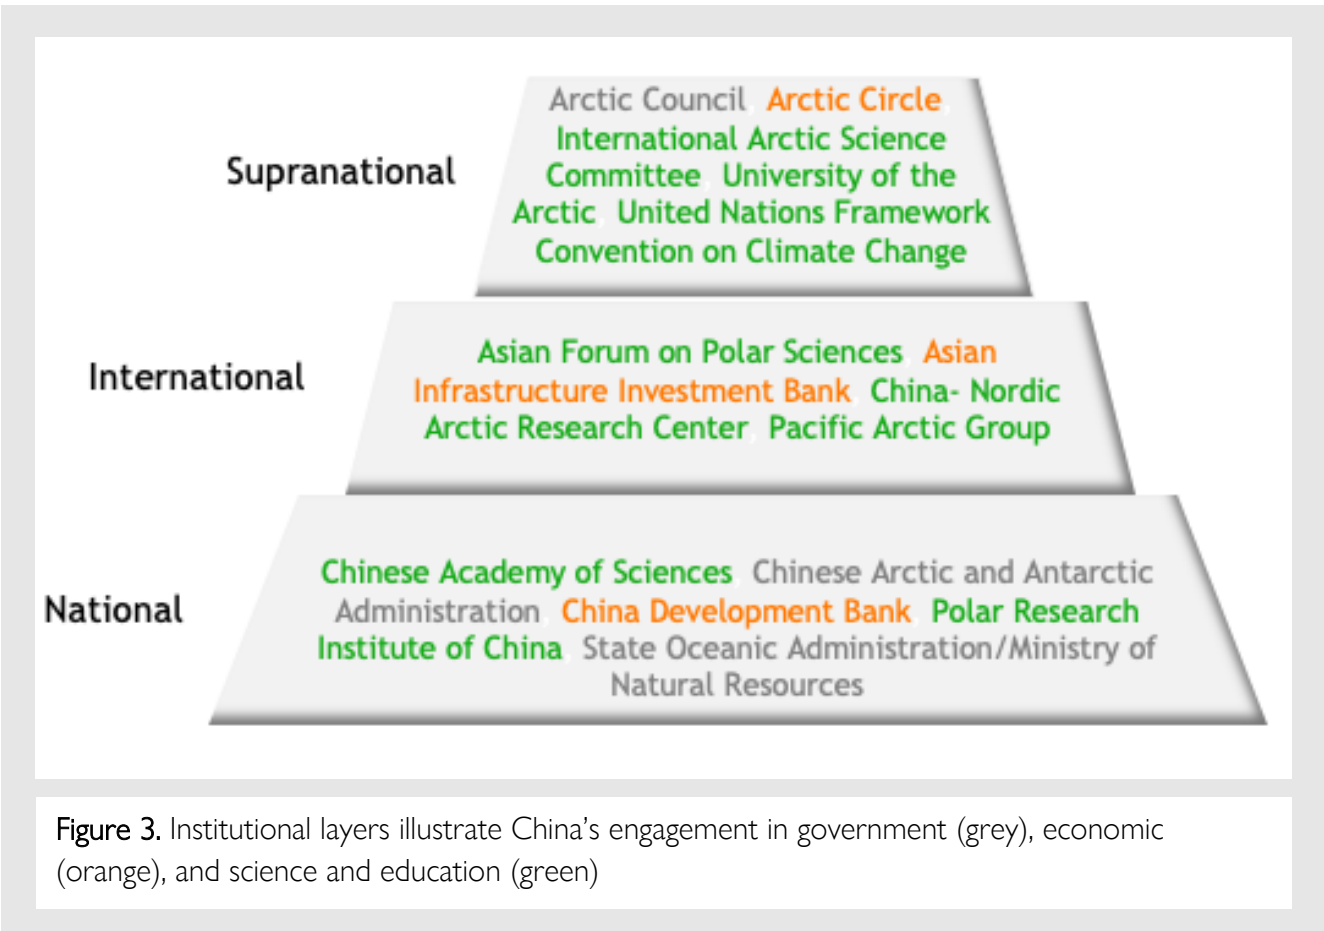 Supranational
Arctic Council, Arctic Circle,
International Arctic Science
Committee, University of the
Arctic, United Nations Framework
Convention on Climate Change
International
Asian Forum on Polar Sciences, Asian
Infrastructure Investment Bank, China- Nordic
Arctic Research Center, Pacific Arctic Group
National
Chinese Academy of Sciences, Chinese Arctic and Antarctic
Administration, China Development Bank, Polar Research
Institute of China, State Oceanic Administration/Ministry of
Natural Resources
Figure 3. Institutional layers illustrate China’s engagement in government (grey), economic
(orange), and science and education (green)